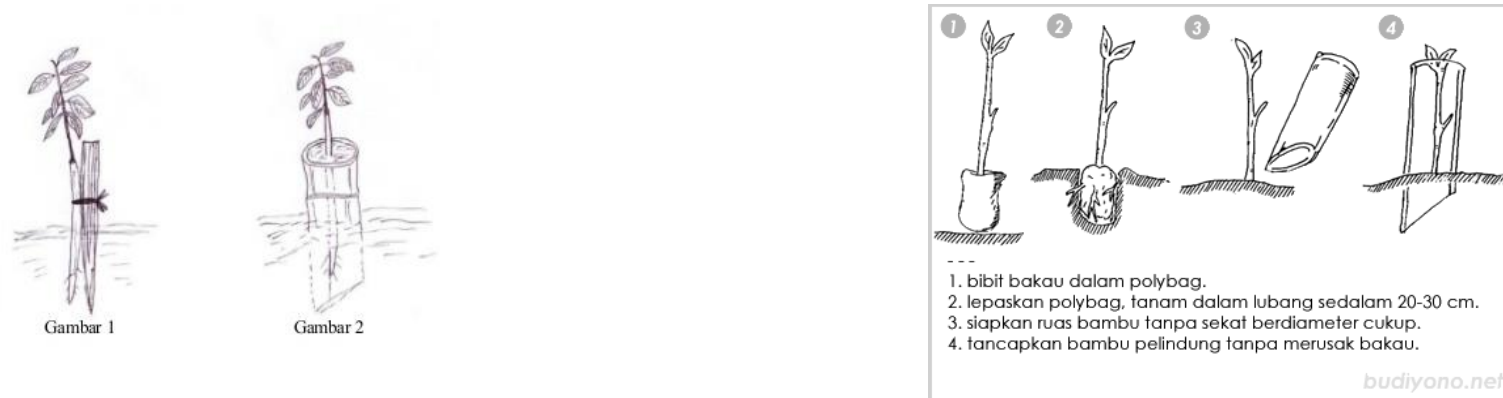 Gambar 1
Gambar 2
1
2
3
4
---
1. bibit bakau dalam polybag.
2. lepaskan polybag, tanam dalam lubang sedalam 20-30 cm.
3. siapkan ruas bambu tanpa sekat berdiameter cukup.
4. tancapkan bambu pelindung tanpa merusak bakau.
budiyono.net